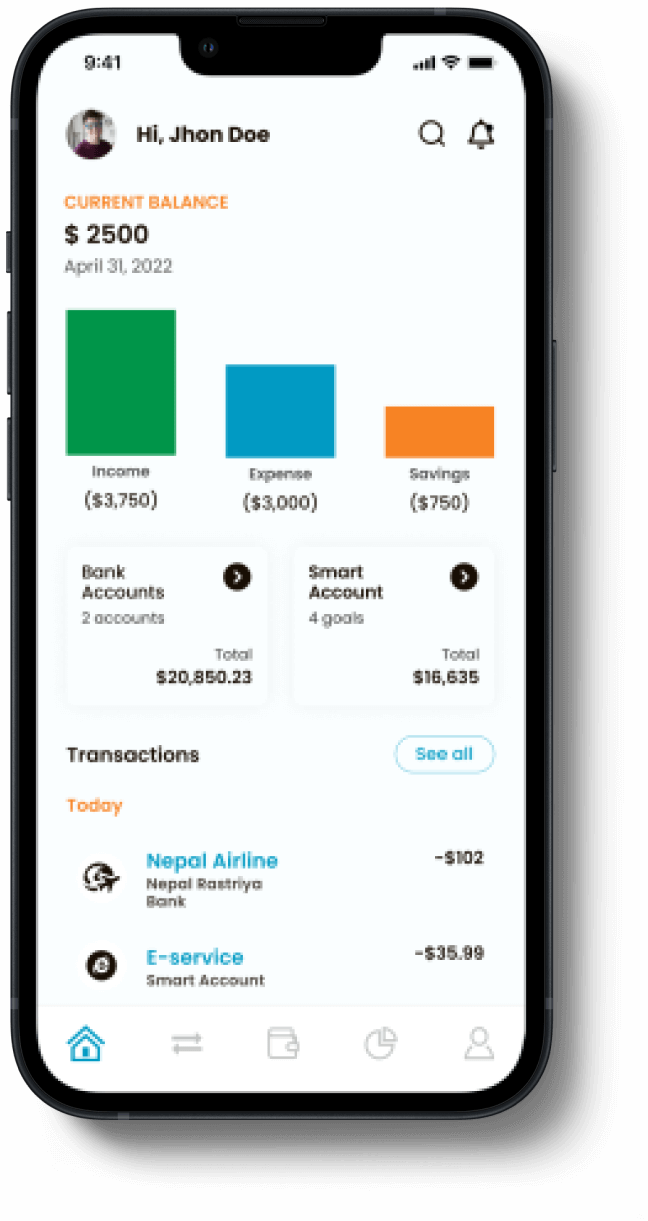 9:41
Hi, Jhon Doe
CURRENT BALANCE
$ 2500
April 31, 2022
Income
($3,750)
Expense
($3,000)
Savings
($750)
Bank
Accounts
2 accounts
Total
$20,850.23
Smart
Account
4 goals
Total
$16,635
Transactions
See all
Today
Nepal Airline
-$102
Nepal Rastriya
Bank
E-service
-$35.99
Smart Account